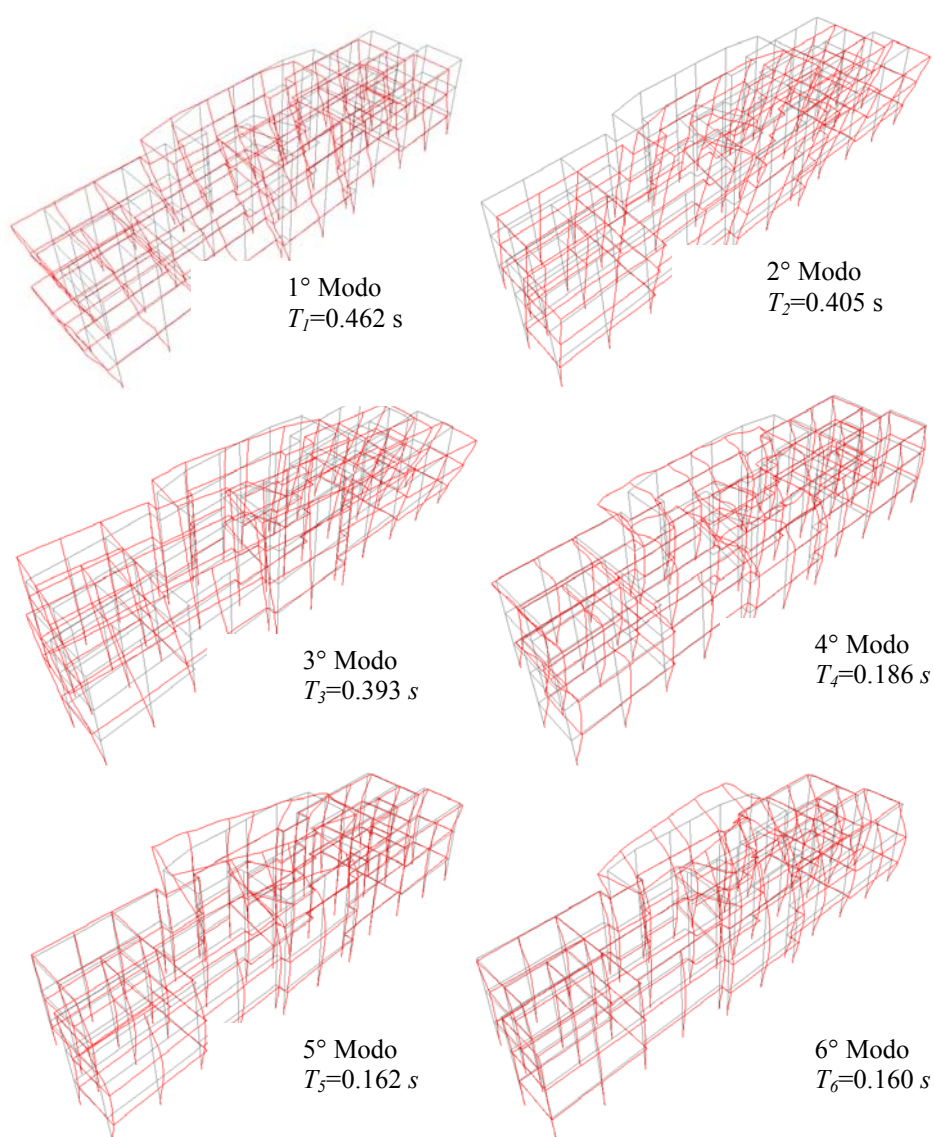 1° Modo
T1=0.462 s
2° Modo
T2=0.405 s
3° Modo
T3=0.393 s
4° Modo
T4=0.186 s
5° Modo
T5=0.162 s
6° Modo
T6=0.160 s